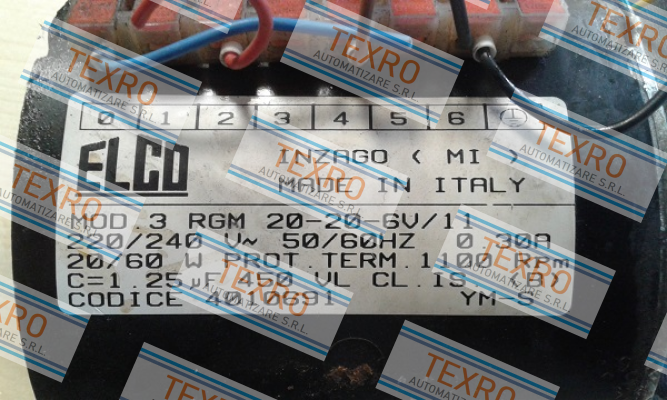 0 1 2 3 4 5 6
ELCO
INZAGO ( MI )
MADE IN ITALY
MOD.3 RGM 20-20-6V/11
220/240 V~ 50/60HZ 0.30A
20/60 W PROT.TERM.1100 RPm
C=1.25µF 450 VL CL.IS. (B)
CODICE 4010691 YM-S
TEXRO
AUTOMATIZARE S.R.L.